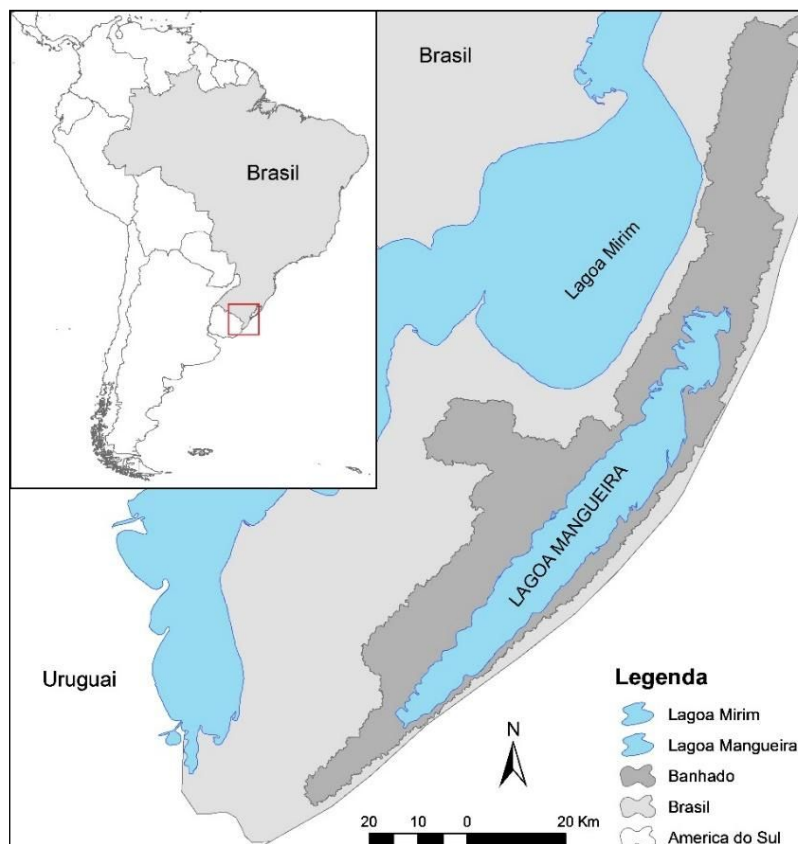 Brasil
Brasil
Lagoa Mirim
LAGOA MANGUEIRA
Uruguai
Legenda
Lagoa Mirim
Lagoa Mangueira
Banhado
Brasil
America do Sul
N
20 10 0 20 Km